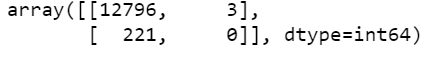 array([[12796,     3],
       [  221,     0]], dtype=int64)